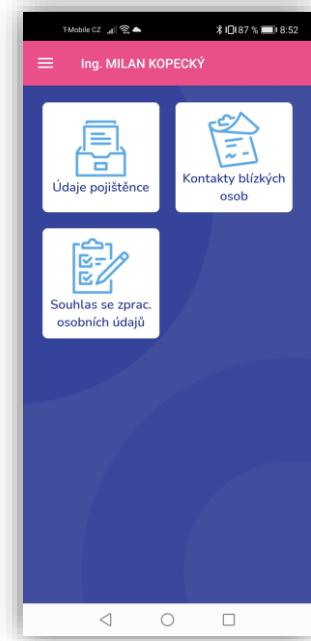 T-Mobile CZ 87 % 8:52
Ing. MILAN KOPECKÝ
Údaje pojištěnce
Kontakty blízkých
osob
Souhlas se zprac.
osobních údajů